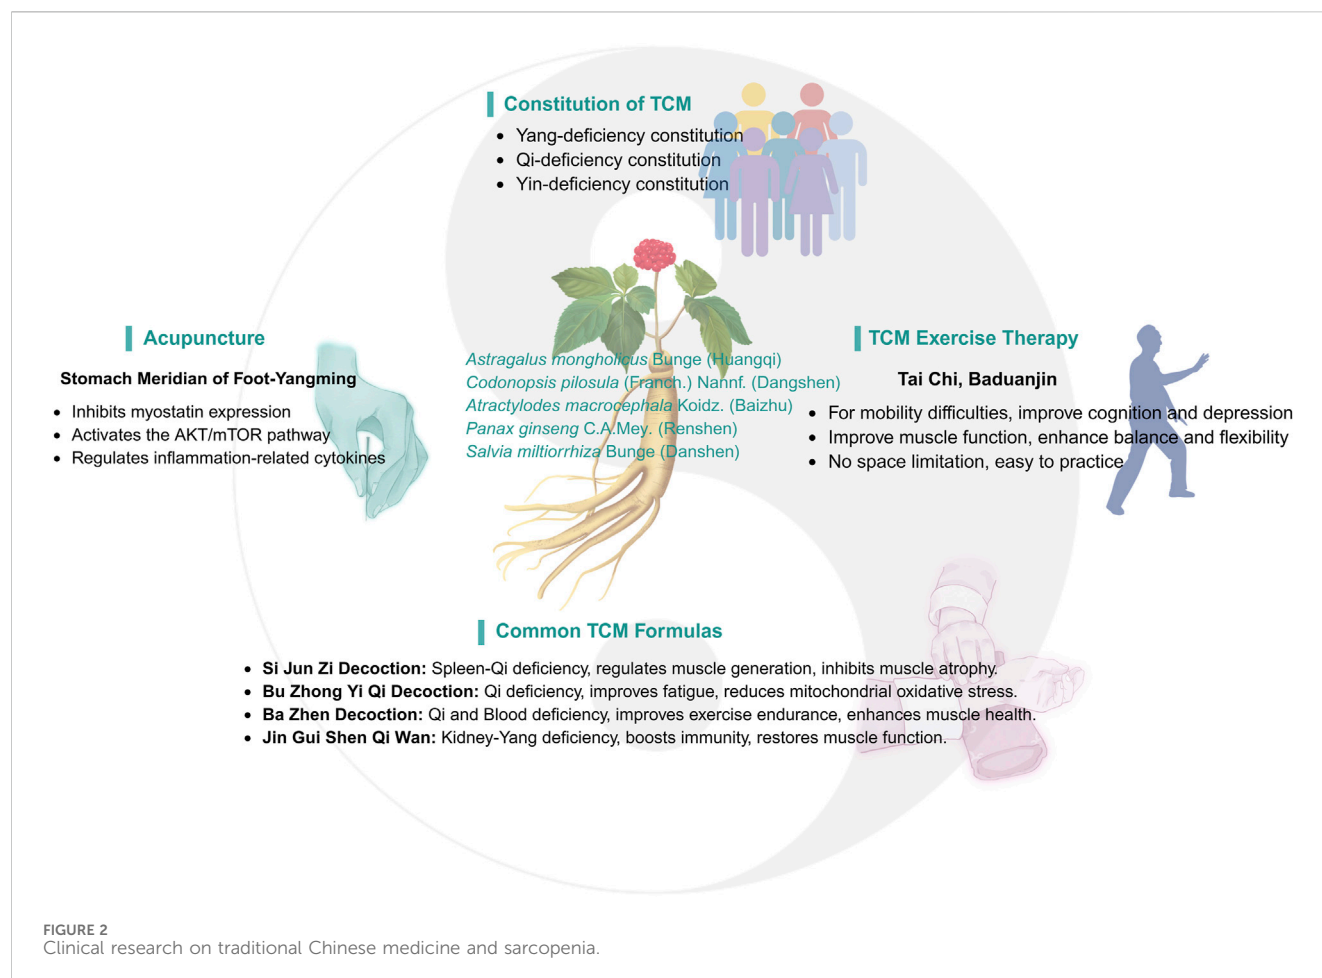 Constitution of TCM
• Yang-deficiency constitution
• Qi-deficiency constitution
• Yin-deficiency constitution
Acupuncture
Stomach Meridian of Foot-Yangming
• Inhibits myostatin expression
• Activates the AKT/mTOR pathway
• Regulates inflammation-related cytokines
Astragalus mongholicus Bunge (Huangqi)
Codonopsis pilosula (Franch.) Nannf. (Dangshen)
Atractylodes macrocephala Koidz. (Baizhu)
Panax ginseng C.A.Mey. (Renshen)
Salvia miltiorrhiza Bunge (Danshen)
TCM Exercise Therapy
Tai Chi, Baduanjin
• For mobility difficulties, improve cognition and depression
• Improve muscle function, enhance balance and flexibility
• No space limitation, easy to practice
Common TCM Formulas
• Si Jun Zi Decoction: Spleen-Qi deficiency, regulates muscle generation, inhibits muscle atrophy.
• Bu Zhong Yi Qi Decoction: Qi deficiency, improves fatigue, reduces mitochondrial oxidative stress.
• Ba Zhen Decoction: Qi and Blood deficiency, improves exercise endurance, enhances muscle health.
• Jin Gui Shen Qi Wan: Kidney-Yang deficiency, boosts immunity, restores muscle function.
FIGURE 2
Clinical research on traditional Chinese medicine and sarcopenia.